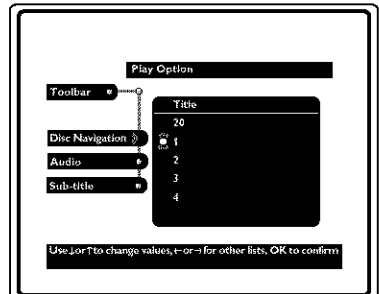 Play Option
Toolbar
Title
20
Disc Navigation
1
Audio
2
Sub-title
3
4
Use ↓or↑to change values,←or→for other lists, OK to confirm